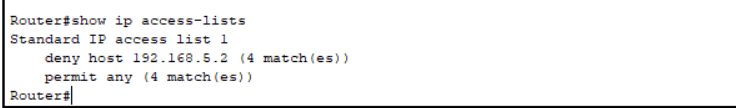 Router#show ip access-lists
Standard IP access list 1
deny host 192.168.5.2 (4 match(es))
permit any (4 match(es))
Router#